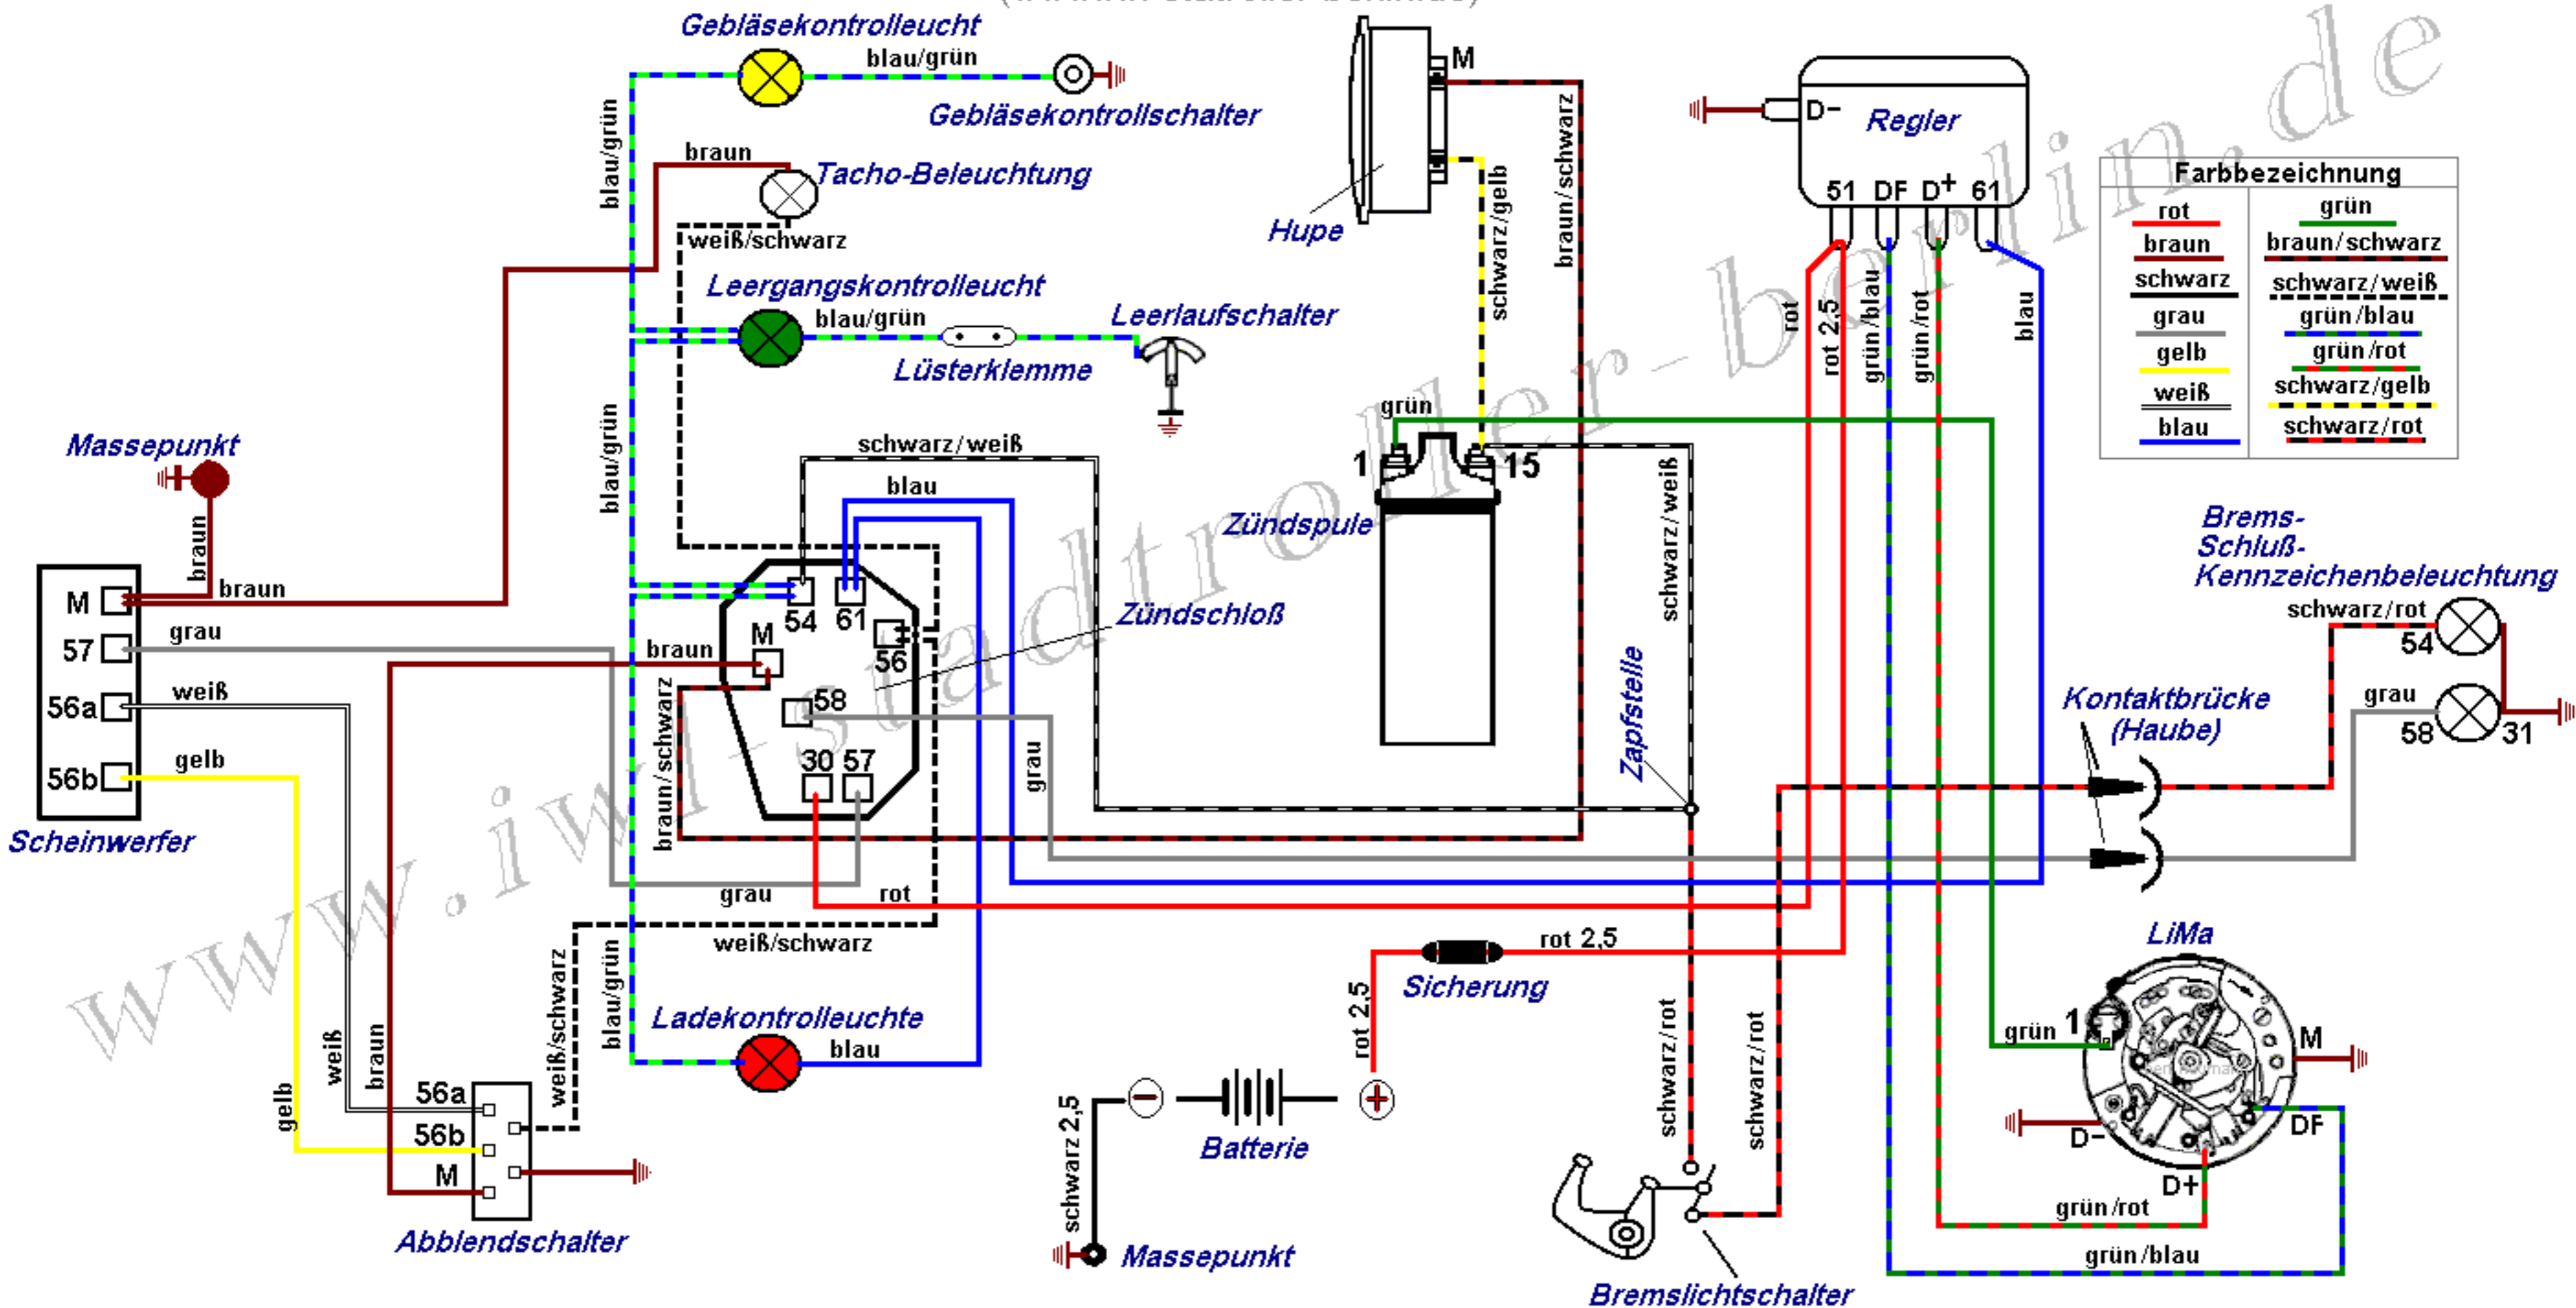 Gebläsekontrolleucht
blau/grün
Gebläsekontrollschalter
blau/grün
braun
Tacho-Beleuchtung
weiß/schwarz
Leergangskontrolleucht
blau/grün
Lüsterklemme
Leerlaufschalter
blau/grün
M
Hupe
schwarz/gelb
braun/schwarz
D-
Regler
51 DF D+ 61
rot
rot 2,5
grün/blau
grün/rot
blau
Farbbezeichnung
rot
braun
schwarz
grau
gelb
weiß
blau
grün
braun/schwarz
schwarz/weiß
grün/blau
grün/rot
schwarz/gelb
schwarz/rot
Massepunkt
braun
braun
M
57
56a
56b
grau
weiß
gelb
Scheinwerfer
schwarz/weiß
blau
54
61
56
M
58
30
57
Zündschloß
braun
braun/schwarz
grau
grau
rot
weiß/schwarz
grün
1
15
Zündspule
schwarz/weiß
Zapfstelle
Brems-
Schluß-
Kennzeichenbeleuchtung
schwarz/rot
54
grau
58
31
Kontaktbrücke
(Haube)
blau/grün
Ladekontrolleuchte
blau
weiß/schwarz
weiß
braun
gelb
56a
56b
M
Abblendschalter
rot 2,5
Sicherung
rot 2,5
Batterie
schwarz 2,5
Massepunkt
schwarz/rot
schwarz/rot
Bremslichtschalter
LiMa
grün
1
M
D-
DF
D+
grün/rot
grün/blau
www.iwl-stadtroller-berlin.de